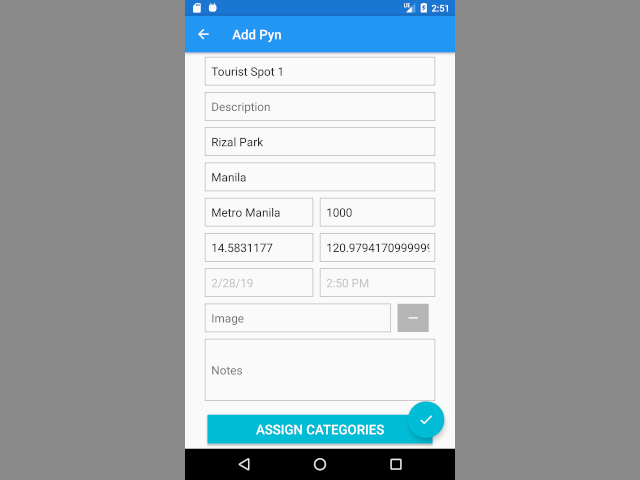 2:51
Add Pyn
Tourist Spot 1
Description
Rizal Park
Manila
Metro Manila 1000
14.5831177 120.9794170999999
2/28/19 2:50 PM
Image
Notes
ASSIGN CATEGORIES